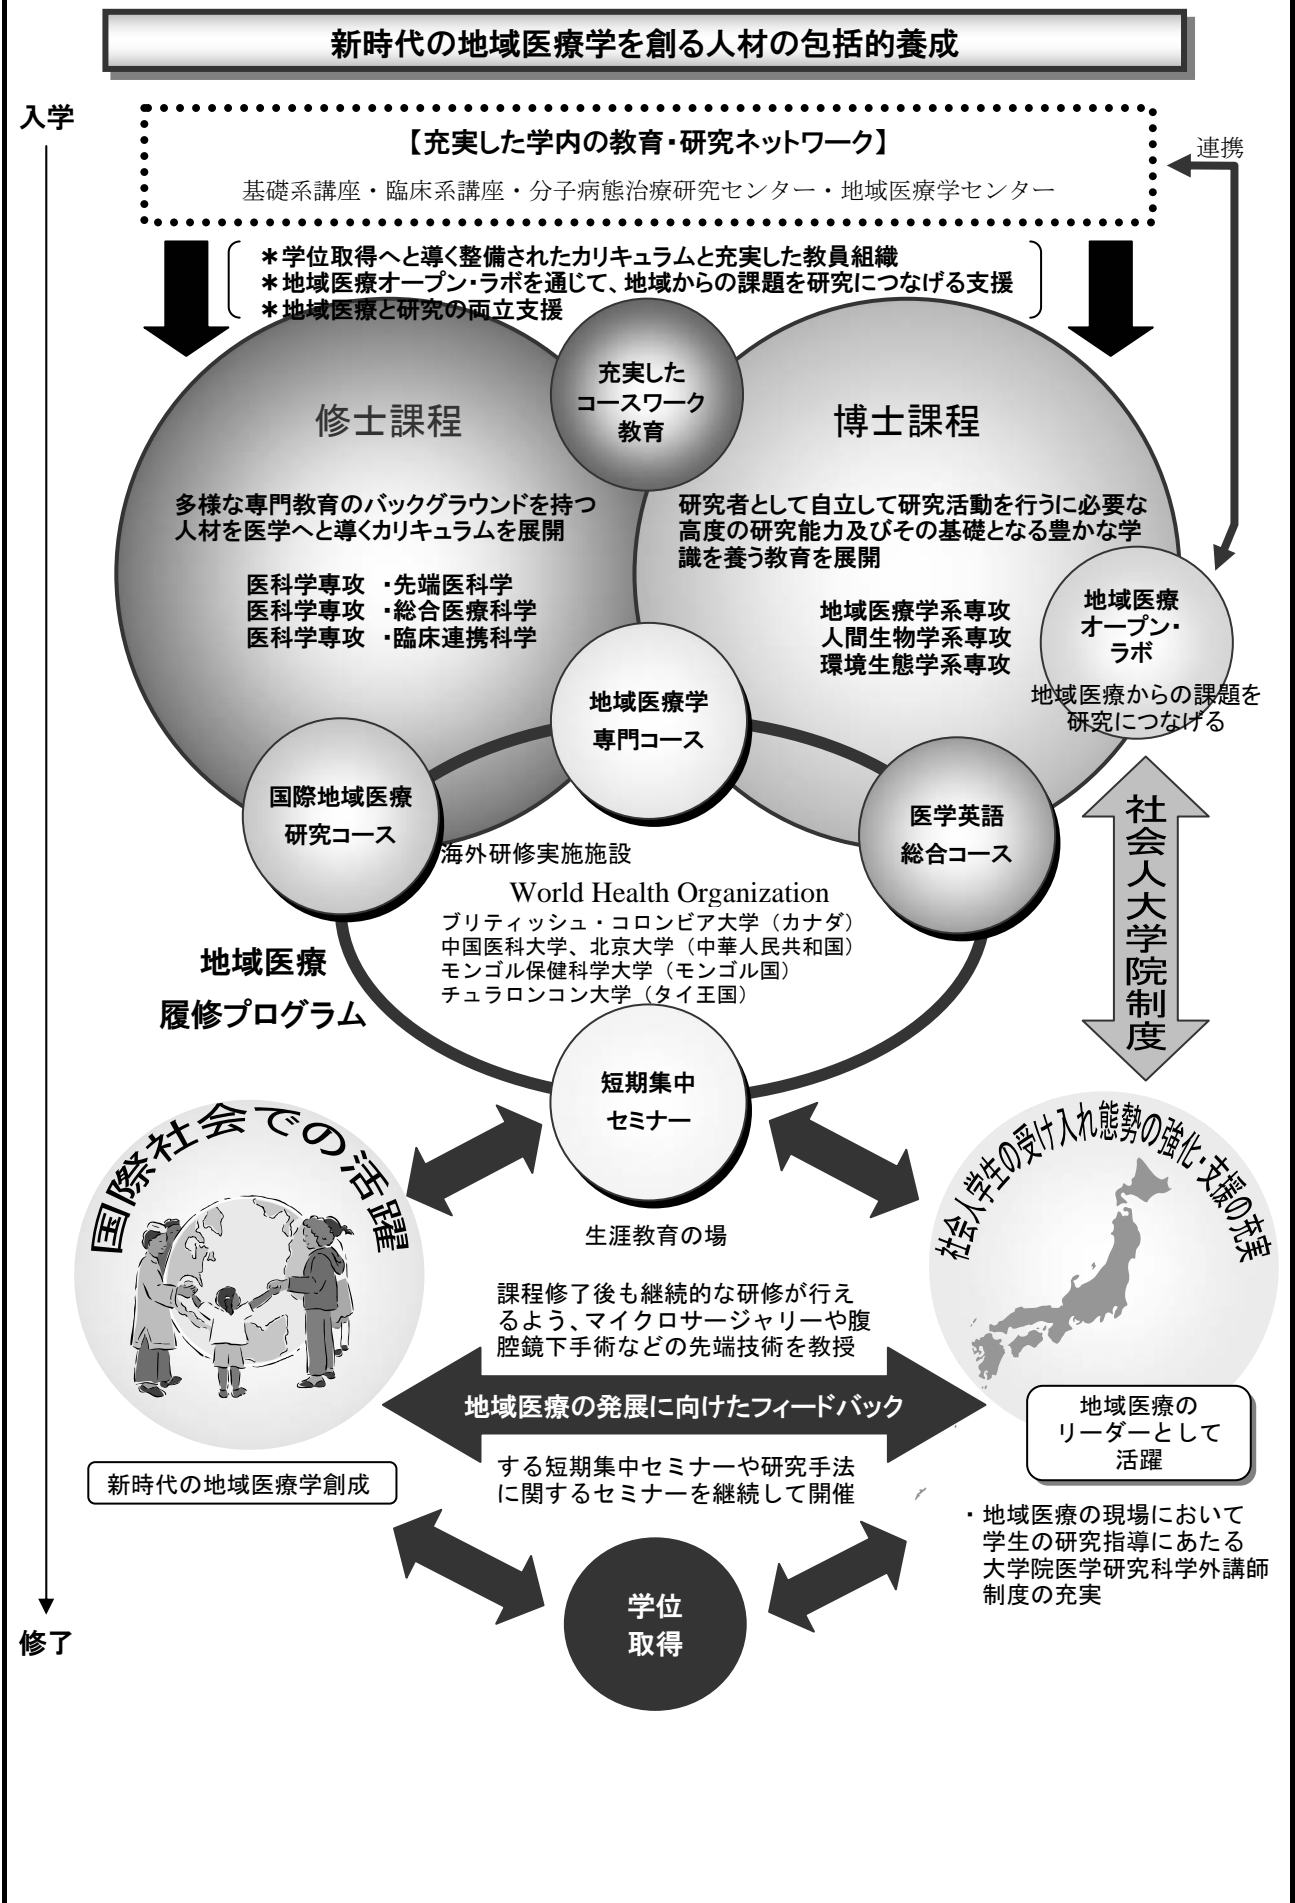 新時代の地域医療学を創る人材の包括的養成
入学
【充実した学内の教育・研究ネットワーク】
基礎系講座・臨床系講座・分子病態治療研究センター・地域医療学センター
連携
＊学位取得へと導く整備されたカリキュラムと充実した教員組織
＊地域医療オープン・ラボを通じて、地域からの課題を研究につなげる支援
＊地域医療と研究の両立支援
充実した
コースワーク
教育
修士課程
多様な専門教育のバックグラウンドを持つ
人材を医学へと導くカリキュラムを展開
医科学専攻 ・先端医科学
医科学専攻 ・総合医療科学
医科学専攻 ・臨床連携科学
博士課程
研究者として自立して研究活動を行うに必要な
高度の研究能力及びその基礎となる豊かな学
識を養う教育を展開
地域医療学系専攻
人間生物学系専攻
環境生態学系専攻
地域医療
オープン・
ラボ
地域医療からの課題を
研究につなげる
地域医療学
専門コース
国際地域医療
研究コース
医学英語
総合コース
海外研修実施施設
World Health Organization
ブリティッシュ・コロンビア大学（カナダ）
中国医科大学、北京大学（中華人民共和国）
モンゴル保健科学大学（モンゴル国）
チュラロンコン大学（タイ王国）
地域医療
履修プログラム
社会人大学院制度
短期集中
セミナー
国際社会での活躍
社会人学生の受け入れ態勢の強化・支援の充実
生涯教育の場
課程修了後も継続的な研修が行え
るよう、マイクロサージャリーや腹
腔鏡下手術などの先端技術を教授
地域医療の発展に向けたフィードバック
する短期集中セミナーや研究手法
に関するセミナーを継続して開催
新時代の地域医療学創成
地域医療の
リーダーとして
活躍
・地域医療の現場において
学生の研究指導にあたる
大学院医学研究科学外講師
制度の充実
学位
取得
修了